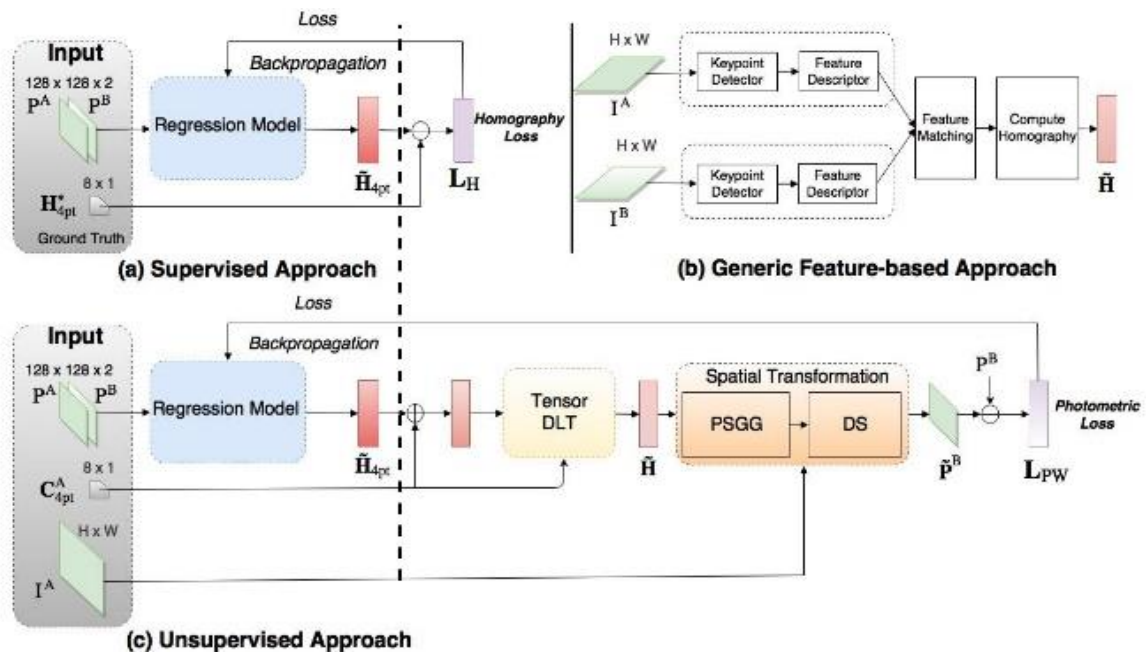 Loss
Input
Backpropagation
128 x 128 x 2
P^A P^B
Regression Model
H̃_4pt
L_H
Homography
Loss
8 x 1
H*_4pt
Ground Truth
(a) Supervised Approach
H x W
I^A
Keypoint
Detector
Feature
Descriptor
H x W
I^B
Keypoint
Detector
Feature
Descriptor
Feature
Matching
Compute
Homography
H̃
(b) Generic Feature-based Approach
Loss
Input
Backpropagation
128 x 128 x 2
P^A P^B
Regression Model
H̃_4pt
8 x 1
C^A_4pt
H x W
I^A
Tensor
DLT
H̃
Spatial Transformation
PSGG
DS
P̃^B
P^B
L_PW
Photometric
Loss
(c) Unsupervised Approach